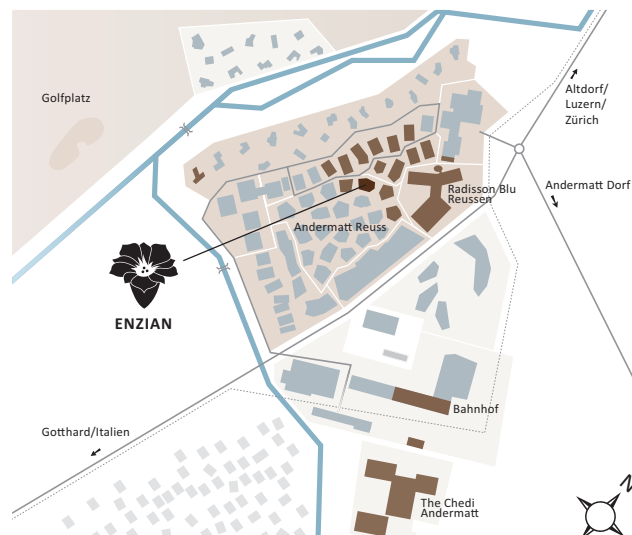 Golfplatz
Altdorf/
Luzern/
Zürich
Andermatt Dorf
Radisson Blu
Reussen
Andermatt Reuss
ENZIAN
Bahnhof
Gotthard/Italien
The Chedi
Andermatt
N